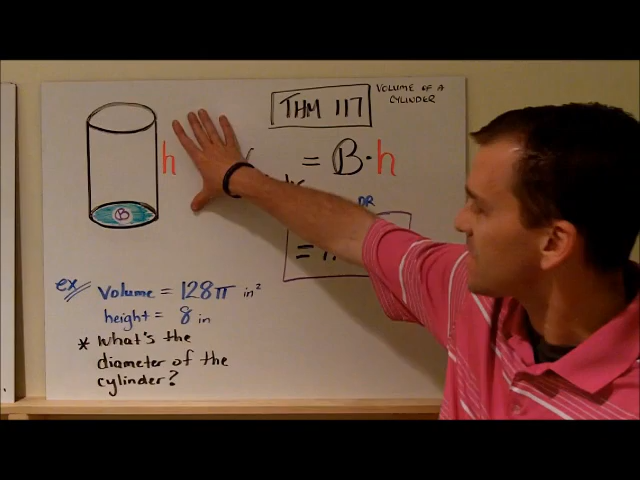 THM 117
VOLUME OF A
CYLINDER
h
= B·h
B
OR
=
ex
Volume = 128π in²
height = 8 in
* What's the
diameter of the
cylinder?